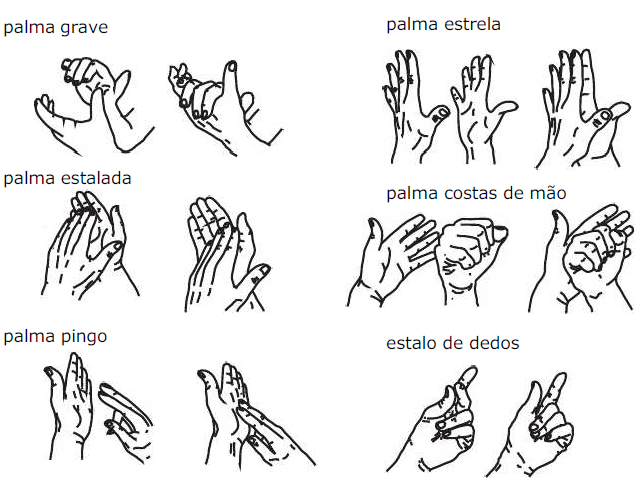 palma grave
palma estrela
palma estalada
palma costas de mão
palma pingo
estalo de dedos